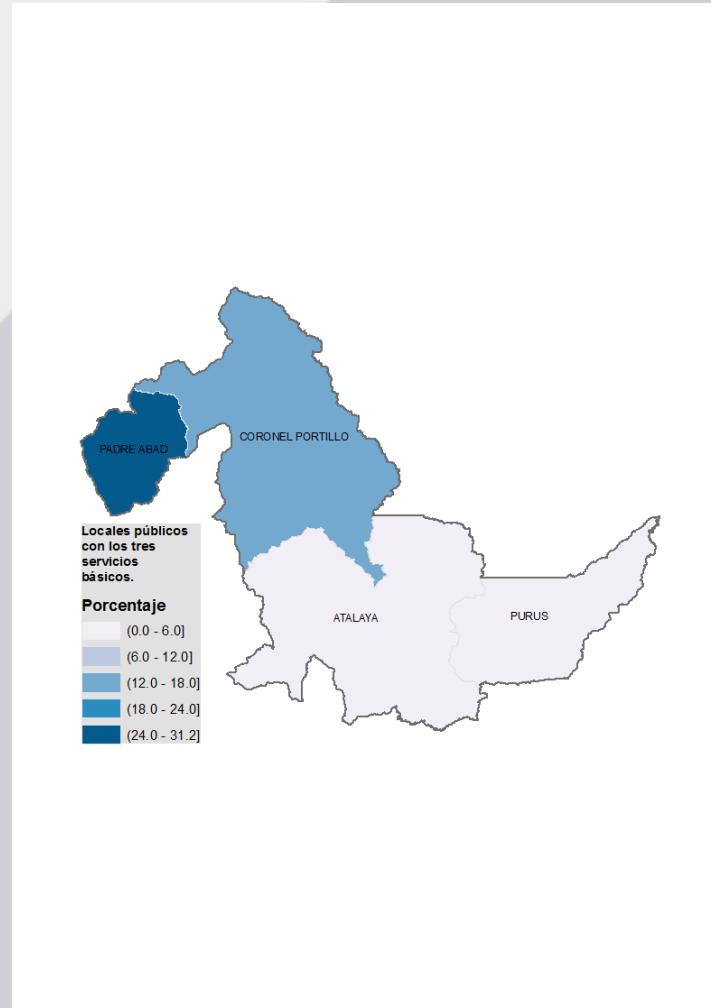 CORONEL PORTILLO
PADRE ABAD
Locales públicos
con los tres
servicios
básicos.
Porcentaje
(0.0 - 6.0]
(6.0 - 12.0]
(12.0 - 18.0]
(18.0 - 24.0]
(24.0 - 31.2]
ATALAYA
PURUS